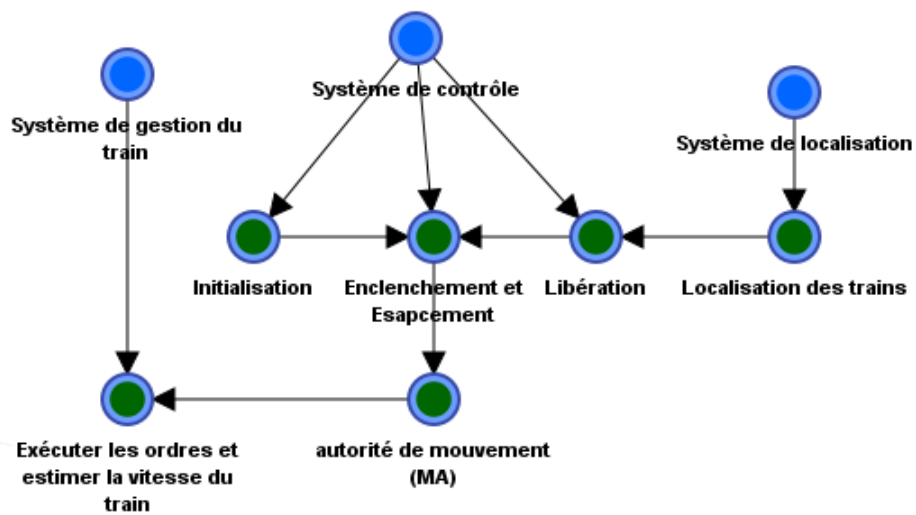 Système de contrôle
Système de gestion du
train
Système de localisation
Initialisation
Enclenchement et
Esapcement
Libération
Localisation des trains
Exécuter les ordres et
estimer la vitesse du
train
autorité de mouvement
(MA)